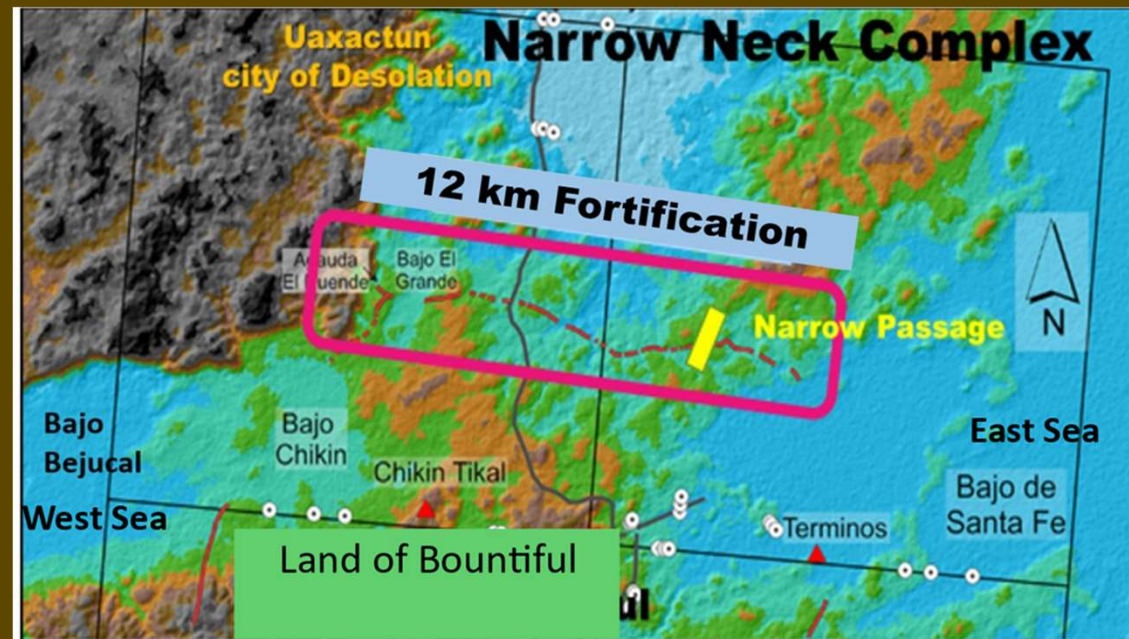 Uaxactun
city of Desolation
Narrow Neck Complex
12 km Fortification
El
Bajo El
Grande
Narrow Passage
N
Bajo
Bejucal
Bajo
Chikin
Chikin Tikal
East Sea
West Sea
Bajo de
Santa Fe
Terminos
Land of Bountiful